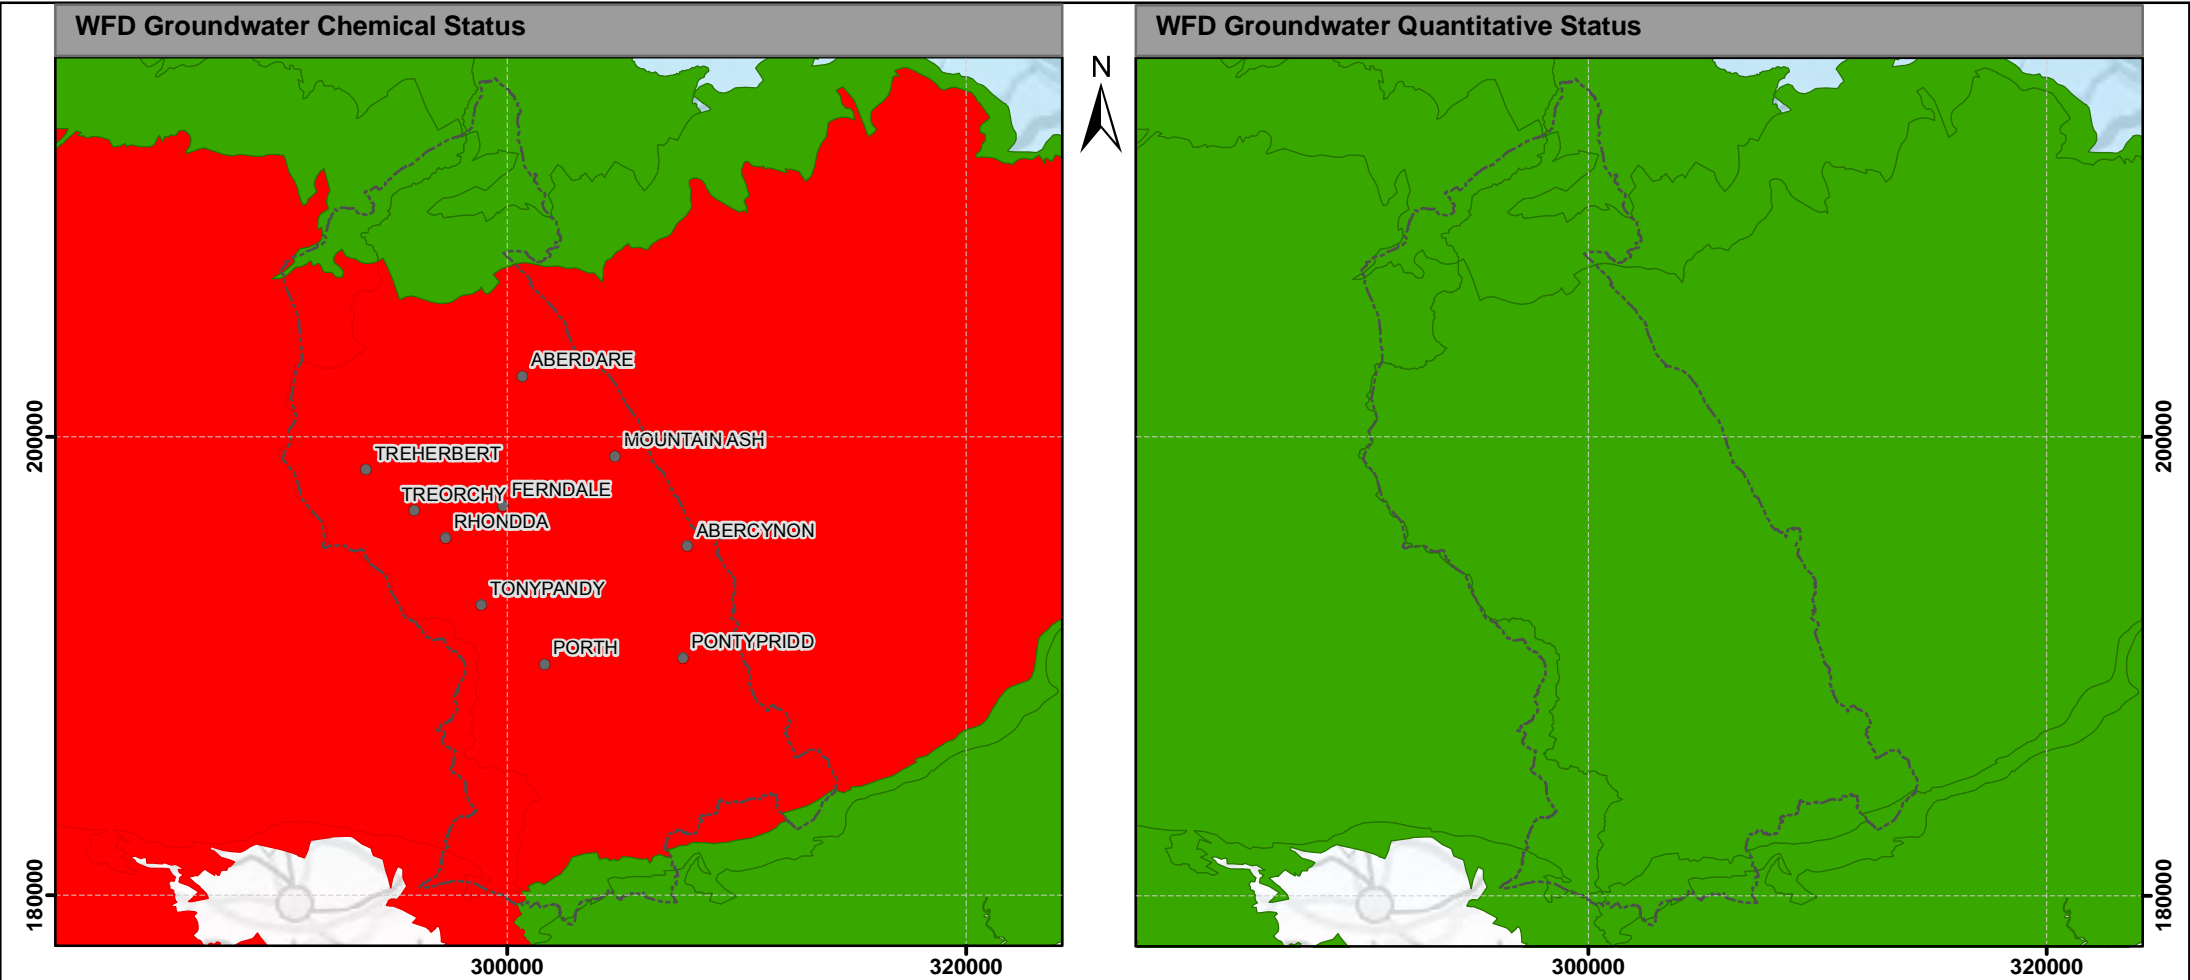 WFD Groundwater Chemical Status
WFD Groundwater Quantitative Status
N
ABERDARE
MOUNTAIN ASH
TREHERBERT
TREORCHY
FERNDALE
RHONDDA
ABERCYNON
TONYPANDY
PORTH
PONTYPRIDD
200000
180000
300000
320000
200000
180000
300000
320000